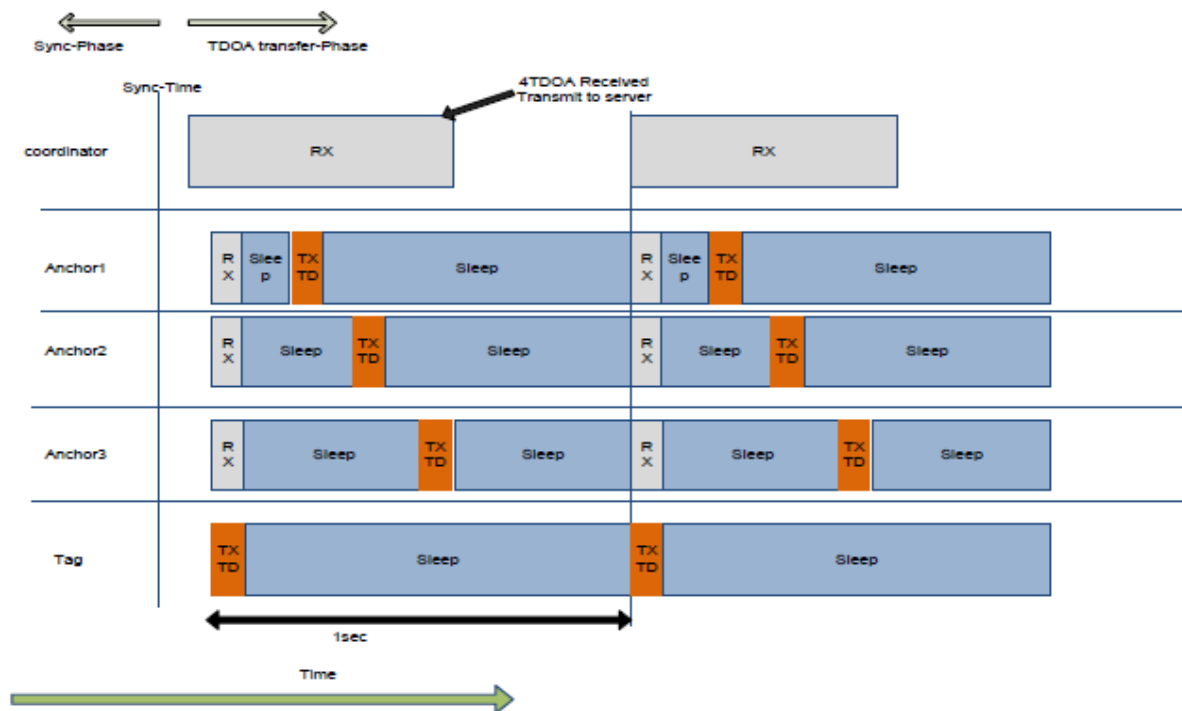 Sync-Phase
TDOA transfer-Phase
Sync-Time
4TDOA Received
Transmit to server
coordinator
RX
RX
Anchor1
R
X
Slee
p
TX
TD
Sleep
R
X
Slee
p
TX
TD
Sleep
Anchor2
R
X
Sleep
TX
TD
Sleep
R
X
Sleep
TX
TD
Sleep
Anchor3
R
X
Sleep
TX
TD
Sleep
R
X
Sleep
TX
TD
Sleep
Tag
TX
TD
Sleep
TX
TD
Sleep
1sec
Time